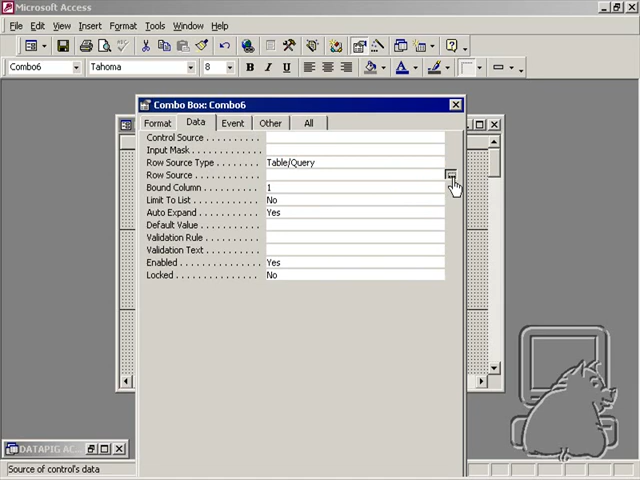 Microsoft Access
File Edit View Insert Format Tools Window Help
Combo6 Tahoma 8 B I U
Combo Box: Combo6
Format Data Event Other All
Control Source . . . . . . . . . .
Input Mask . . . . . . . . . . . . .
Row Source Type . . . . . . . . Table/Query
Row Source . . . . . . . . . . . .
Bound Column . . . . . . . . . . 1
Limit To List . . . . . . . . . . . . No
Auto Expand . . . . . . . . . . . Yes
Default Value . . . . . . . . . . .
Validation Rule . . . . . . . . . .
Validation Text . . . . . . . . . .
Enabled . . . . . . . . . . . . . . . Yes
Locked . . . . . . . . . . . . . . . No
DATAPIG AC...
Source of control's data